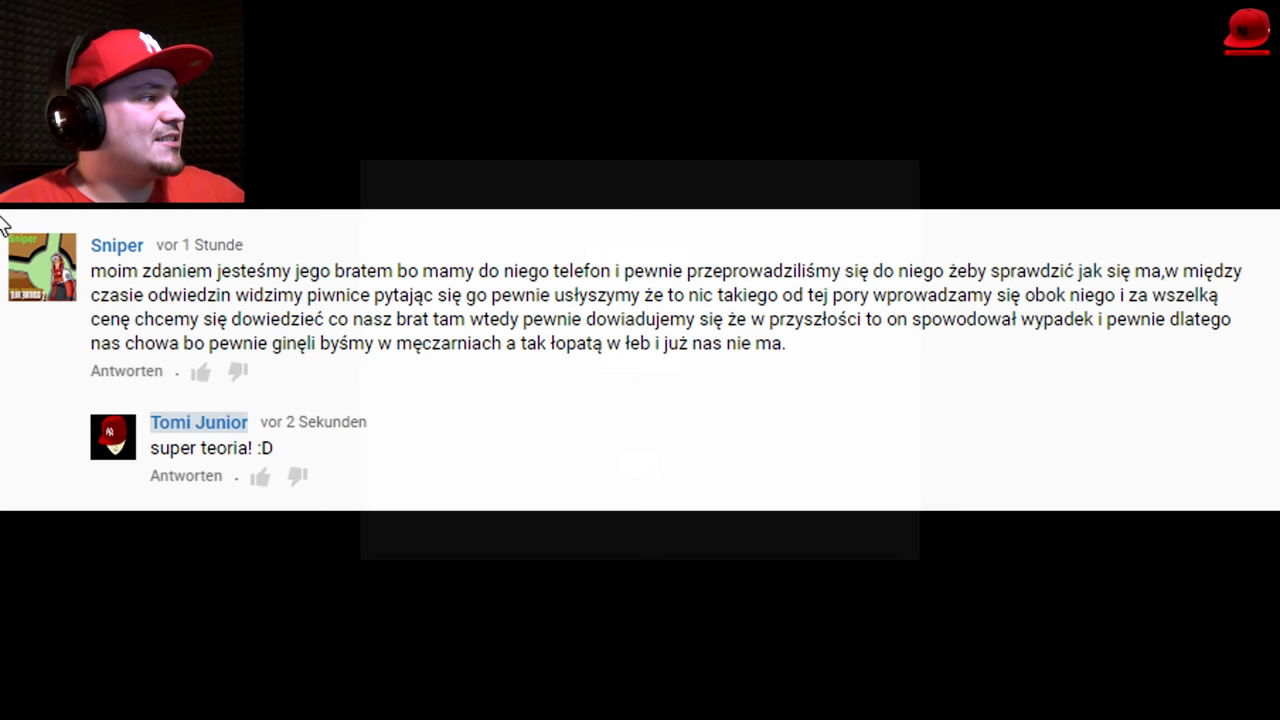 Sniper vor 1 Stunde
moim zdaniem jesteśmy jego bratem bo mamy do niego telefon i pewnie przeprowadziliśmy się do niego żeby sprawdzić jak się ma,w między
czasie odwiedzin widzimy piwnice pytając się go pewnie usłyszymy że to nic takiego od tej pory wprowadzamy się obok niego i za wszelką
cenę chcemy się dowiedzieć co nasz brat tam wtedy pewnie dowiadujemy się że w przyszłości to on spowodował wypadek i pewnie dlatego
nas chowa bo pewnie ginęli byśmy w męczarniach a tak łopatą w łeb i już nas nie ma.
Antworten .
Tomi Junior vor 2 Sekunden
super teoria! :D
Antworten .